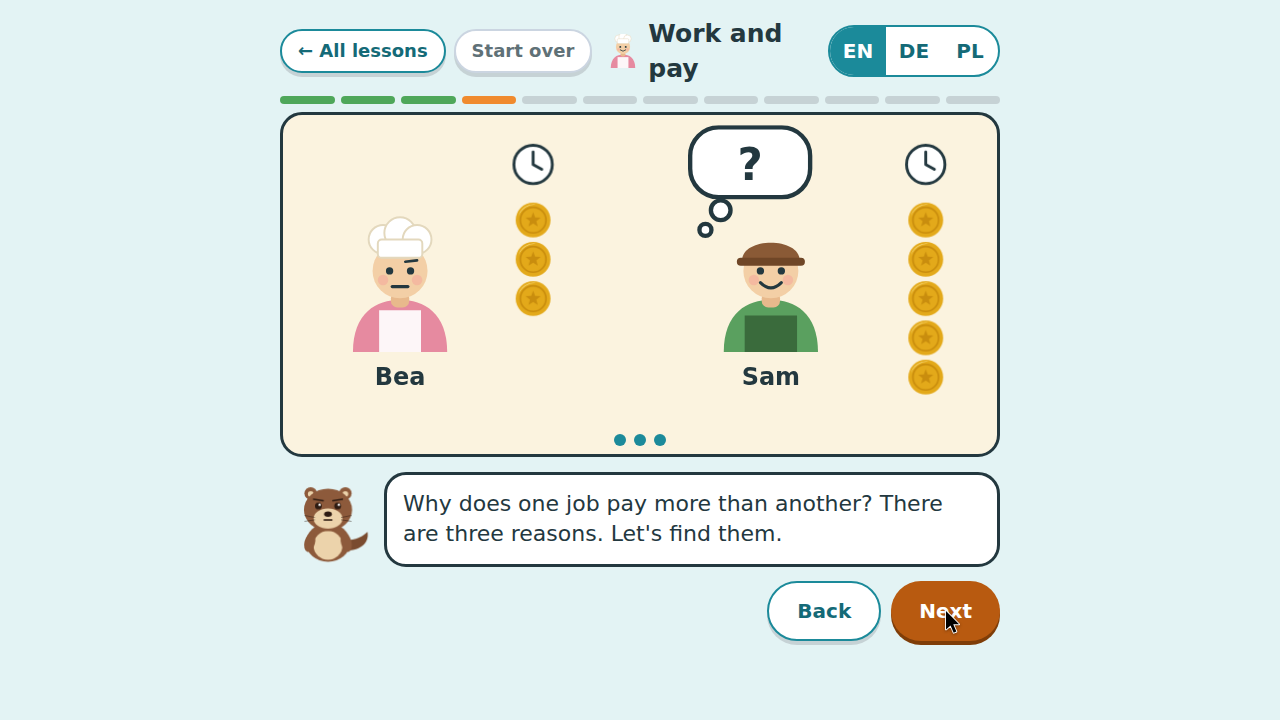 ← All lessons
Start over
Work and
pay
EN DE PL
?
Bea
Sam
Why does one job pay more than another? There
are three reasons. Let's find them.
Back
Next